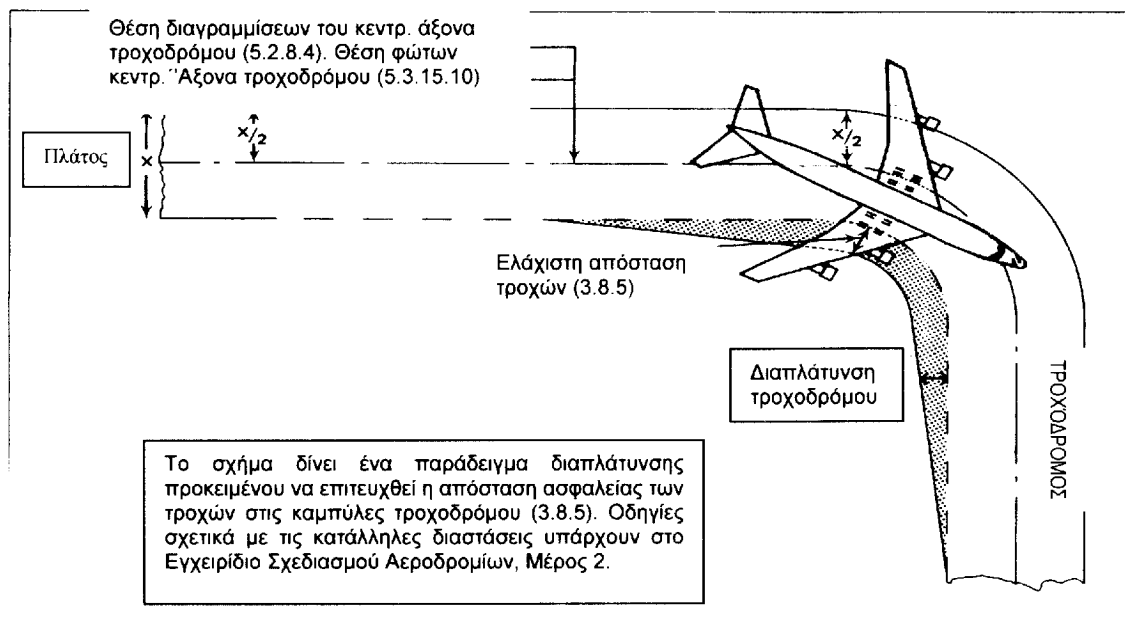 Θέση διαγραμμίσεων του κεντρ. άξονα
τροχοδρόμου (5.2.8.4). Θέση φώτων
κεντρ. ΄Άξονα τροχοδρόμου (5.3.15.10)
Πλάτος
x
x/2
x/2
Ελάχιστη απόσταση
τροχών (3.8.5)
Διαπλάτυνση
τροχοδρόμου
ΤΡΟΧΌΔΡΟΜΟΣ
Το σχήμα δίνει ένα παράδειγμα διαπλάτυνσης
προκειμένου να επιτευχθεί η απόσταση ασφαλείας των
τροχών στις καμπύλες τροχοδρόμου (3.8.5). Οδηγίες
σχετικά με τις κατάλληλες διαστάσεις υπάρχουν στο
Εγχειρίδιο Σχεδιασμού Αεροδρομίων, Μέρος 2.